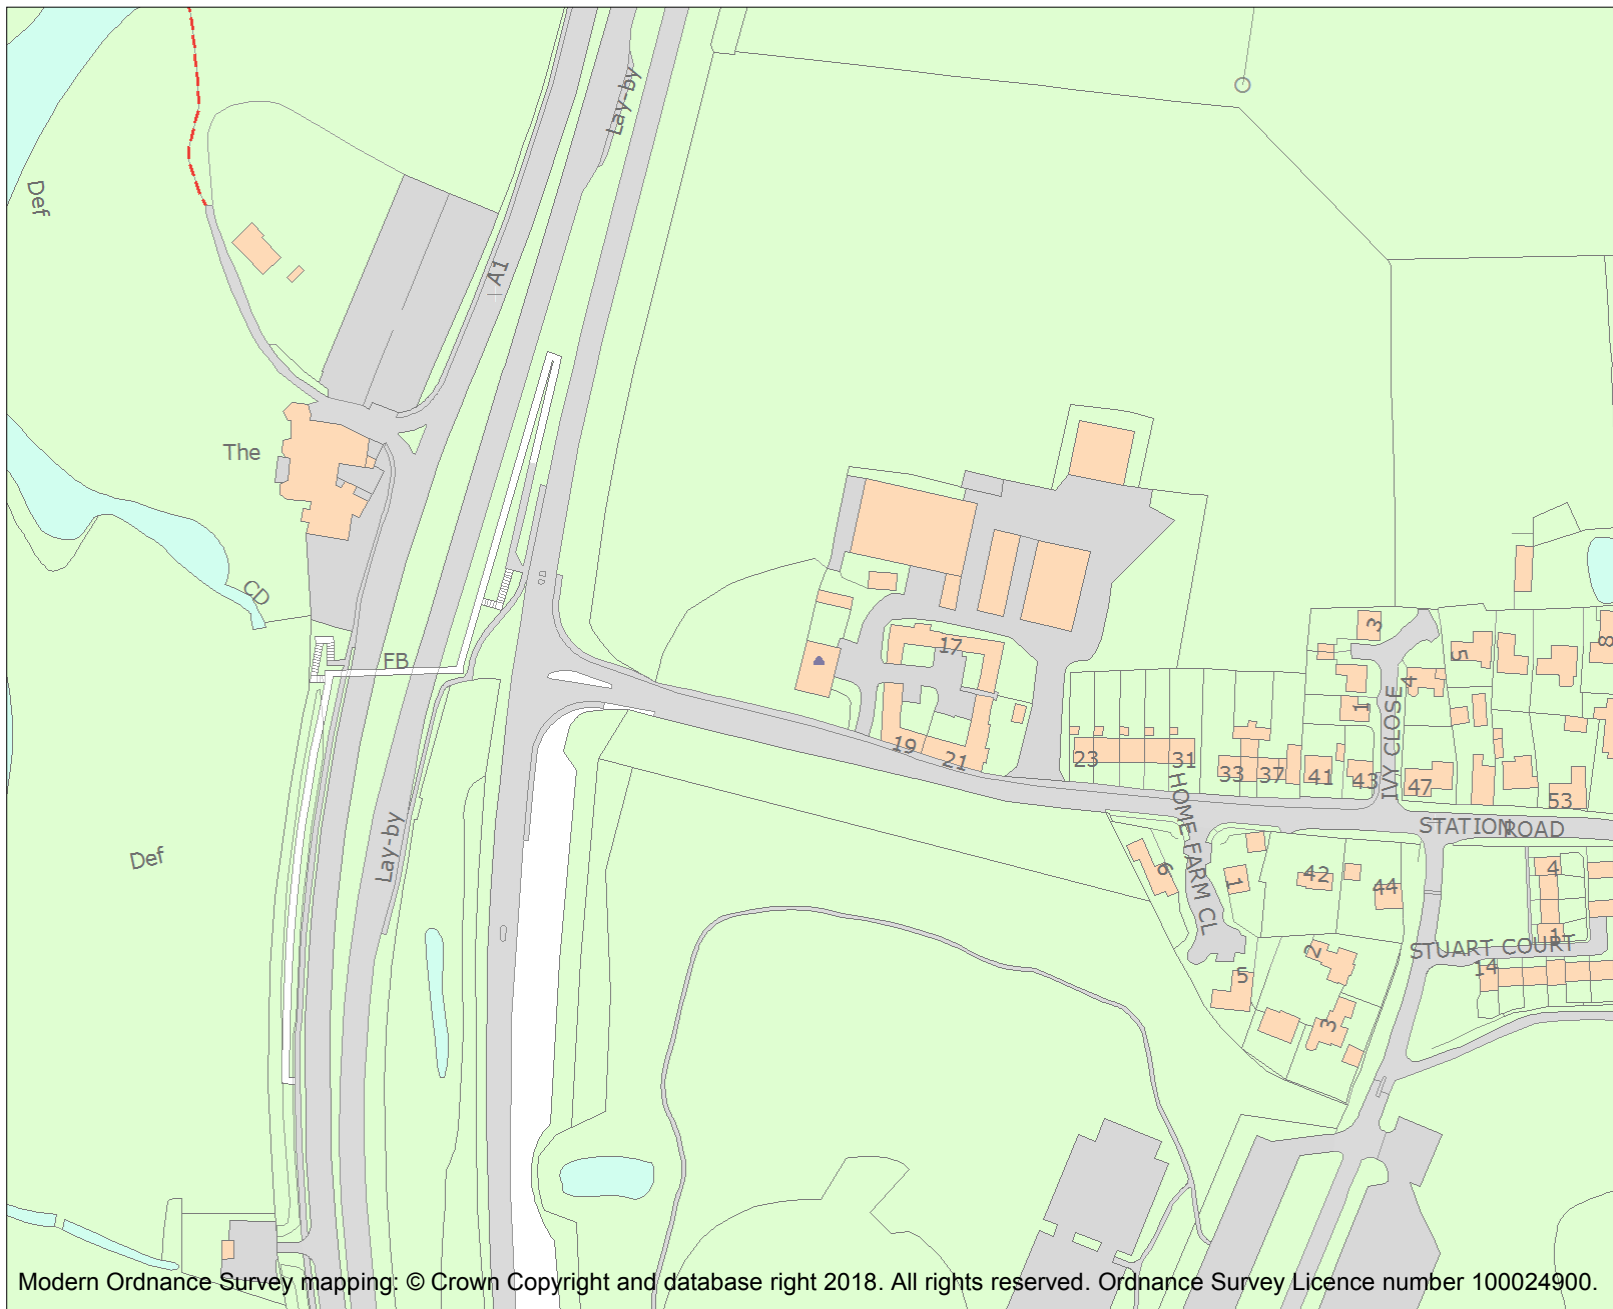 Lay-by
Def
A1
The
CD
FB
17
19
21
23
31
33
37
41
43
47
53
3
5
4
8
1
IVY CLOSE
STATION ROAD
HOME FARM CL
Def
Lay-by
6
1
42
44
4
1
STUART COURT
14
2
5
3
Modern Ordnance Survey mapping: © Crown Copyright and database right 2018. All rights reserved. Ordnance Survey Licence number 100024900.